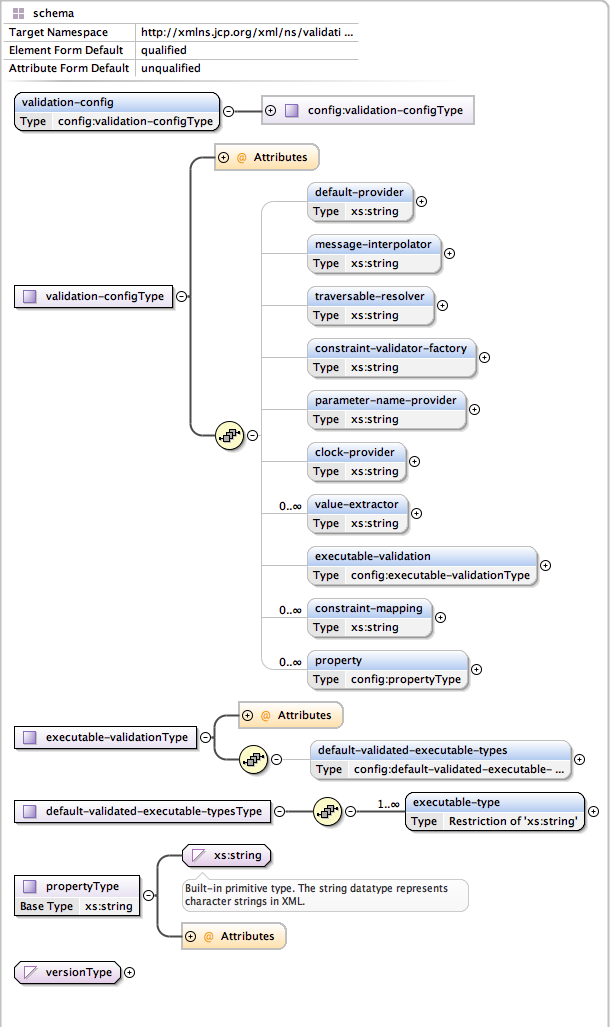 schema
Target Namespace http://xmlns.jcp.org/xml/ns/validati ...
Element Form Default qualified
Attribute Form Default unqualified
validation-config
Type config:validation-configType
config:validation-configType
@ Attributes
default-provider
Type xs:string
message-interpolator
Type xs:string
validation-configType
traversable-resolver
Type xs:string
constraint-validator-factory
Type xs:string
parameter-name-provider
Type xs:string
clock-provider
Type xs:string
0..∞ value-extractor
Type xs:string
executable-validation
Type config:executable-validationType
0..∞ constraint-mapping
Type xs:string
0..∞ property
Type config:propertyType
@ Attributes
executable-validationType
default-validated-executable-types
Type config:default-validated-executable- ...
default-validated-executable-typesType
1..∞ executable-type
Type Restriction of 'xs:string'
xs:string
Built-in primitive type. The string datatype represents
character strings in XML.
propertyType
Base Type xs:string
@ Attributes
versionType